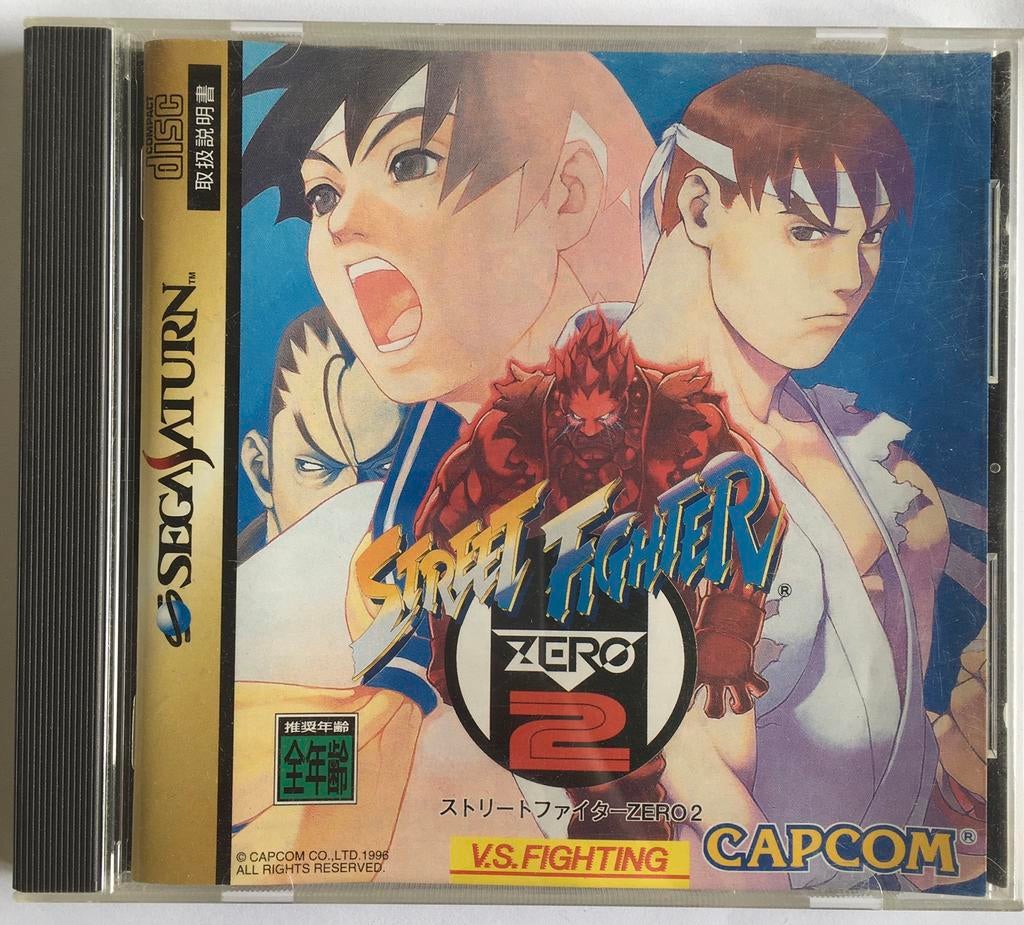 COMPACT
disc
取扱説明書
SEGA SATURN™
STREET FIGHTER®
ZERO
2
推奨年齢
全年齢
ストリートファイターZERO2
© CAPCOM CO.,LTD.1996
ALL RIGHTS RESERVED.
V.S.FIGHTING
CAPCOM®